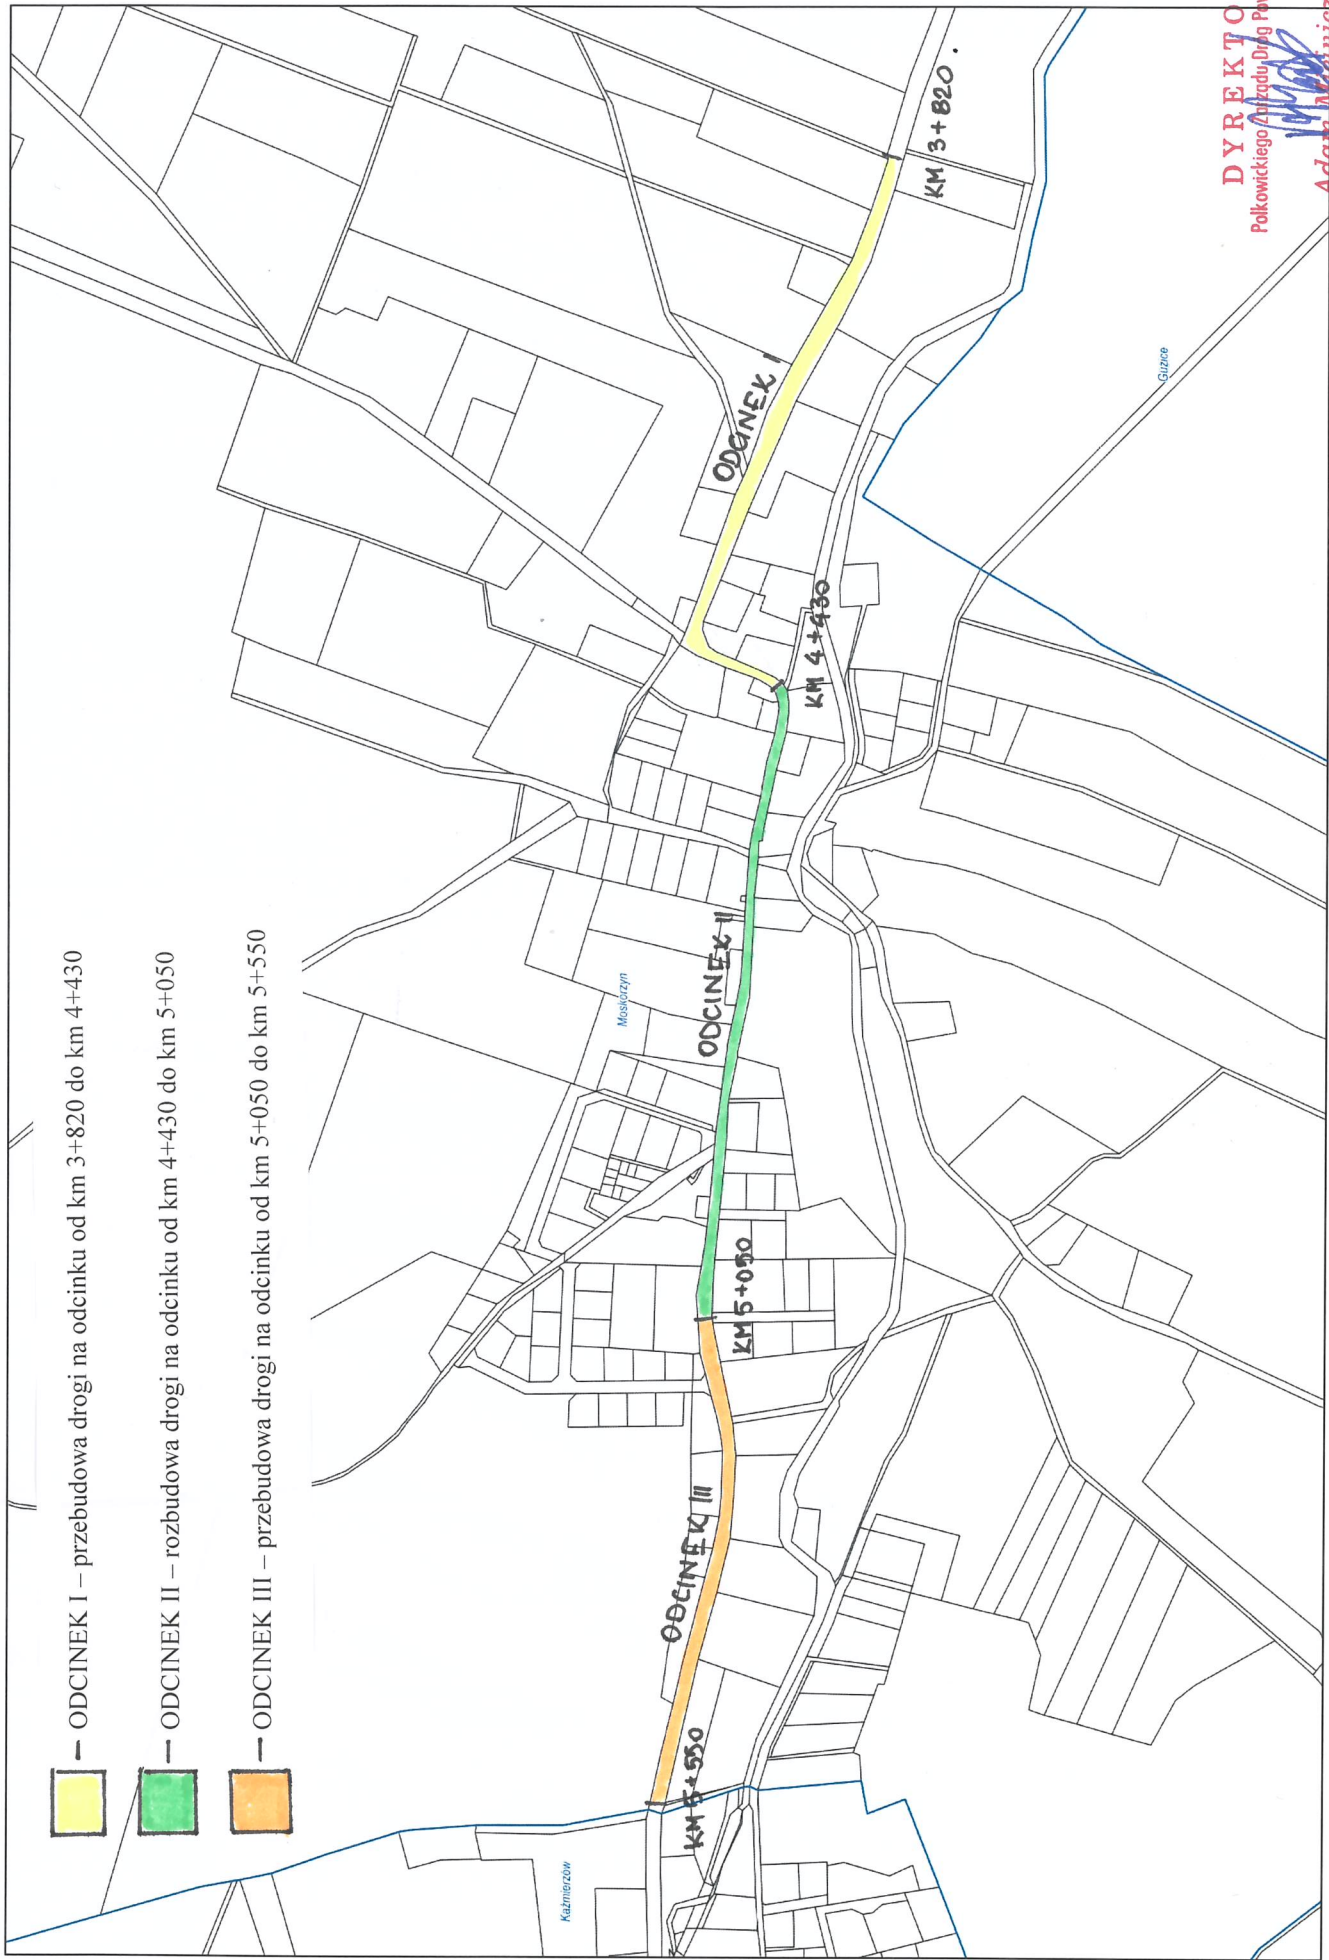 – ODCINEK I – przebudowa drogi na odcinku od km 3+820 do km 4+430
– ODCINEK II – rozbudowa drogi na odcinku od km 4+430 do km 5+050
– ODCINEK III – przebudowa drogi na odcinku od km 5+050 do km 5+550
Kaźmierzów
KM 5+550
ODCINEK III
KM 5+050
Moskorzyn
ODCINEK II
KM 4+430
ODCINEK I
KM 3+820.
Guzice
DYREKTO
Polkowickiego Zarządu Dróg Pow
Adam